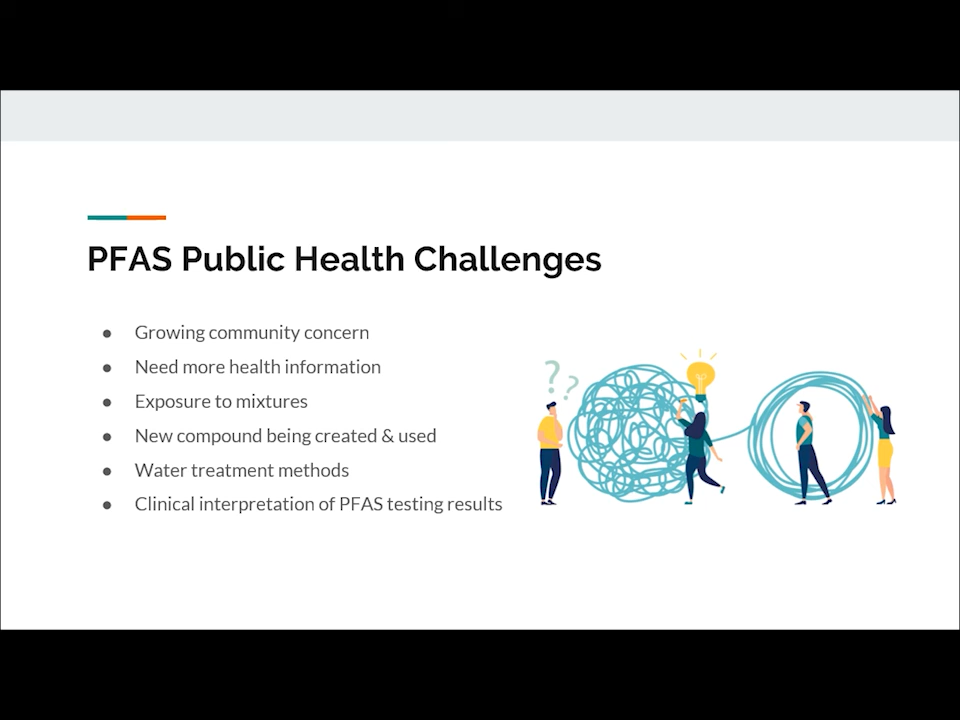 PFAS Public Health Challenges
● Growing community concern
● Need more health information
● Exposure to mixtures
● New compound being created & used
● Water treatment methods
● Clinical interpretation of PFAS testing results
? ?